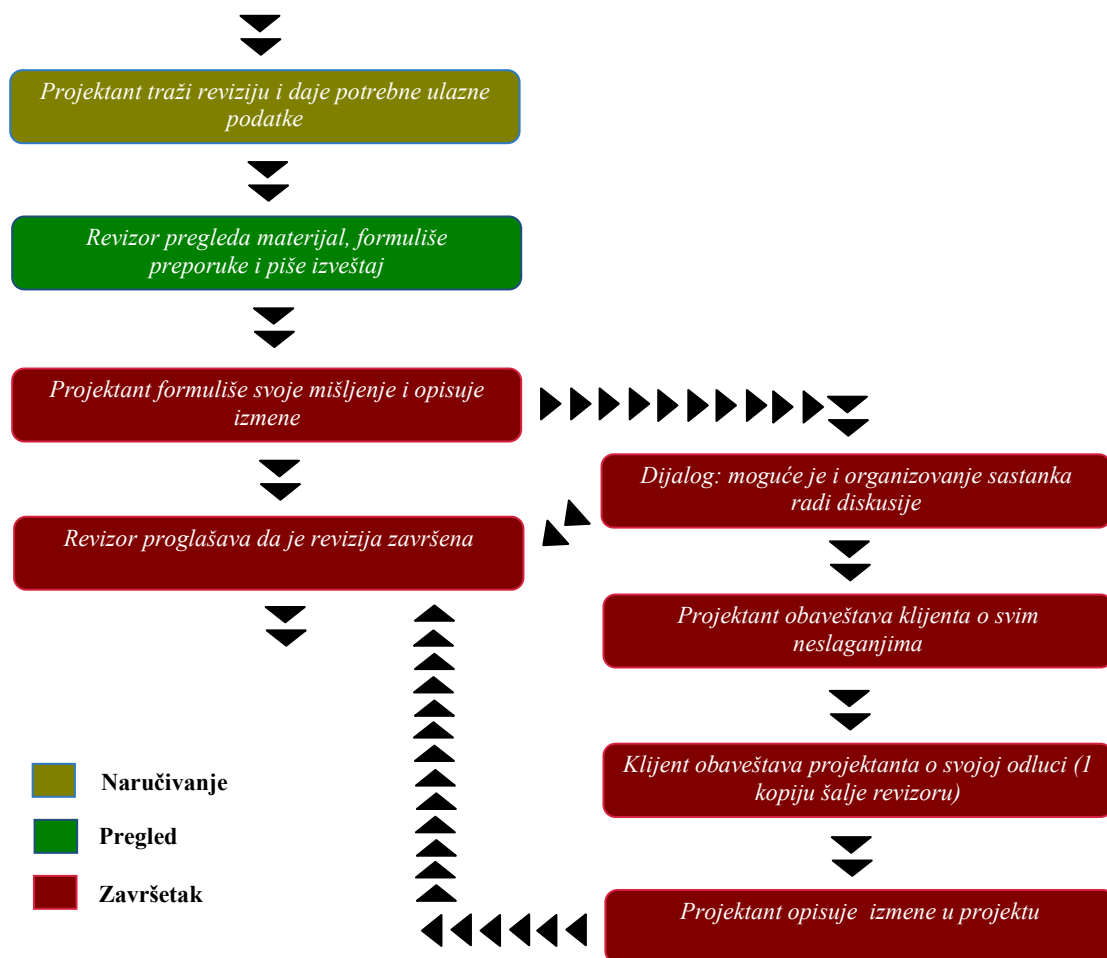 Projektant traži reviziju i daje potrebne ulazne
podatke
Revizor pregleda materijal, formuliše
preporuke i piše izveštaj
Projektant formuliše svoje mišljenje i opisuje
izmene
Revizor proglašava da je revizija završena
Dijalog: moguće je i organizovanje sastanka
radi diskusije
Projektant obaveštava klijenta o svim
neslaganjima
Klijent obaveštava projektanta o svojoj odluci (1
kopiju šalje revizoru)
Projektant opisuje  izmene u projektu
Naručivanje
Pregled
Završetak